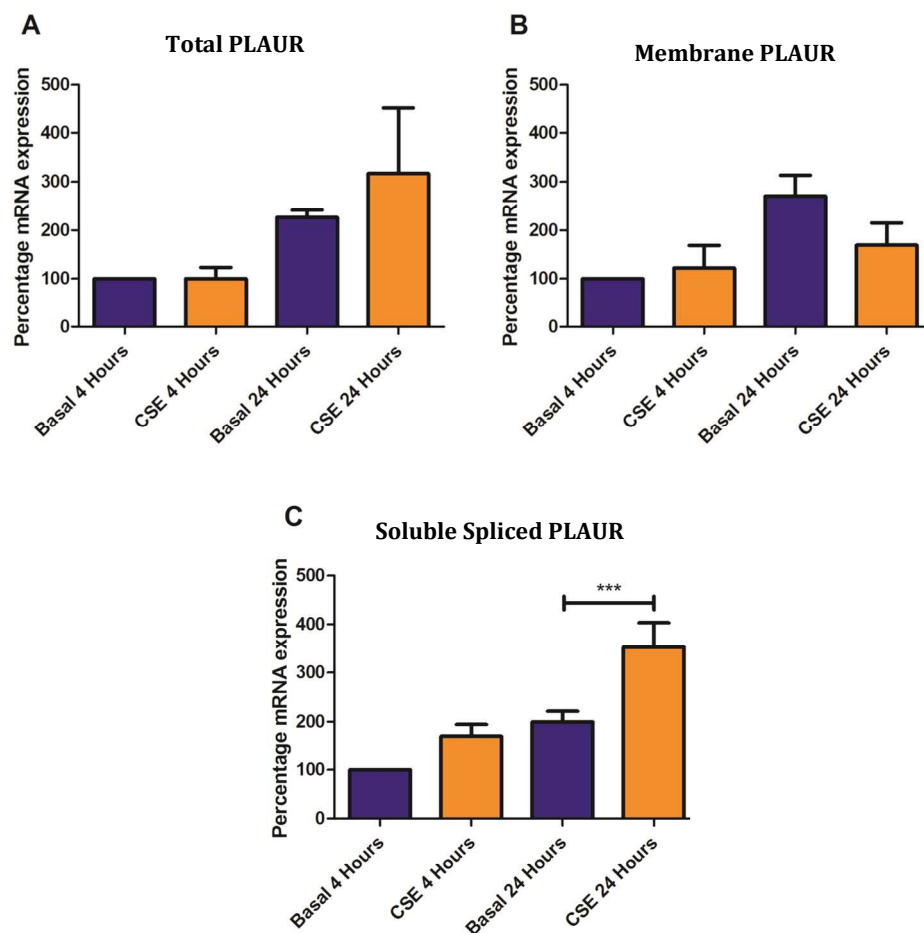 A
Total PLAUR
Percentage mRNA expression
500
400
300
200
100
0
Basal 4 Hours
CSE 4 Hours
Basal 24 Hours
CSE 24 Hours
B
Membrane PLAUR
Percentage mRNA expression
500
400
300
200
100
0
Basal 4 Hours
CSE 4 Hours
Basal 24 Hours
CSE 24 Hours
C
Soluble Spliced PLAUR
Percentage mRNA expression
500
400
300
200
100
0
***
Basal 4 Hours
CSE 4 Hours
Basal 24 Hours
CSE 24 Hours